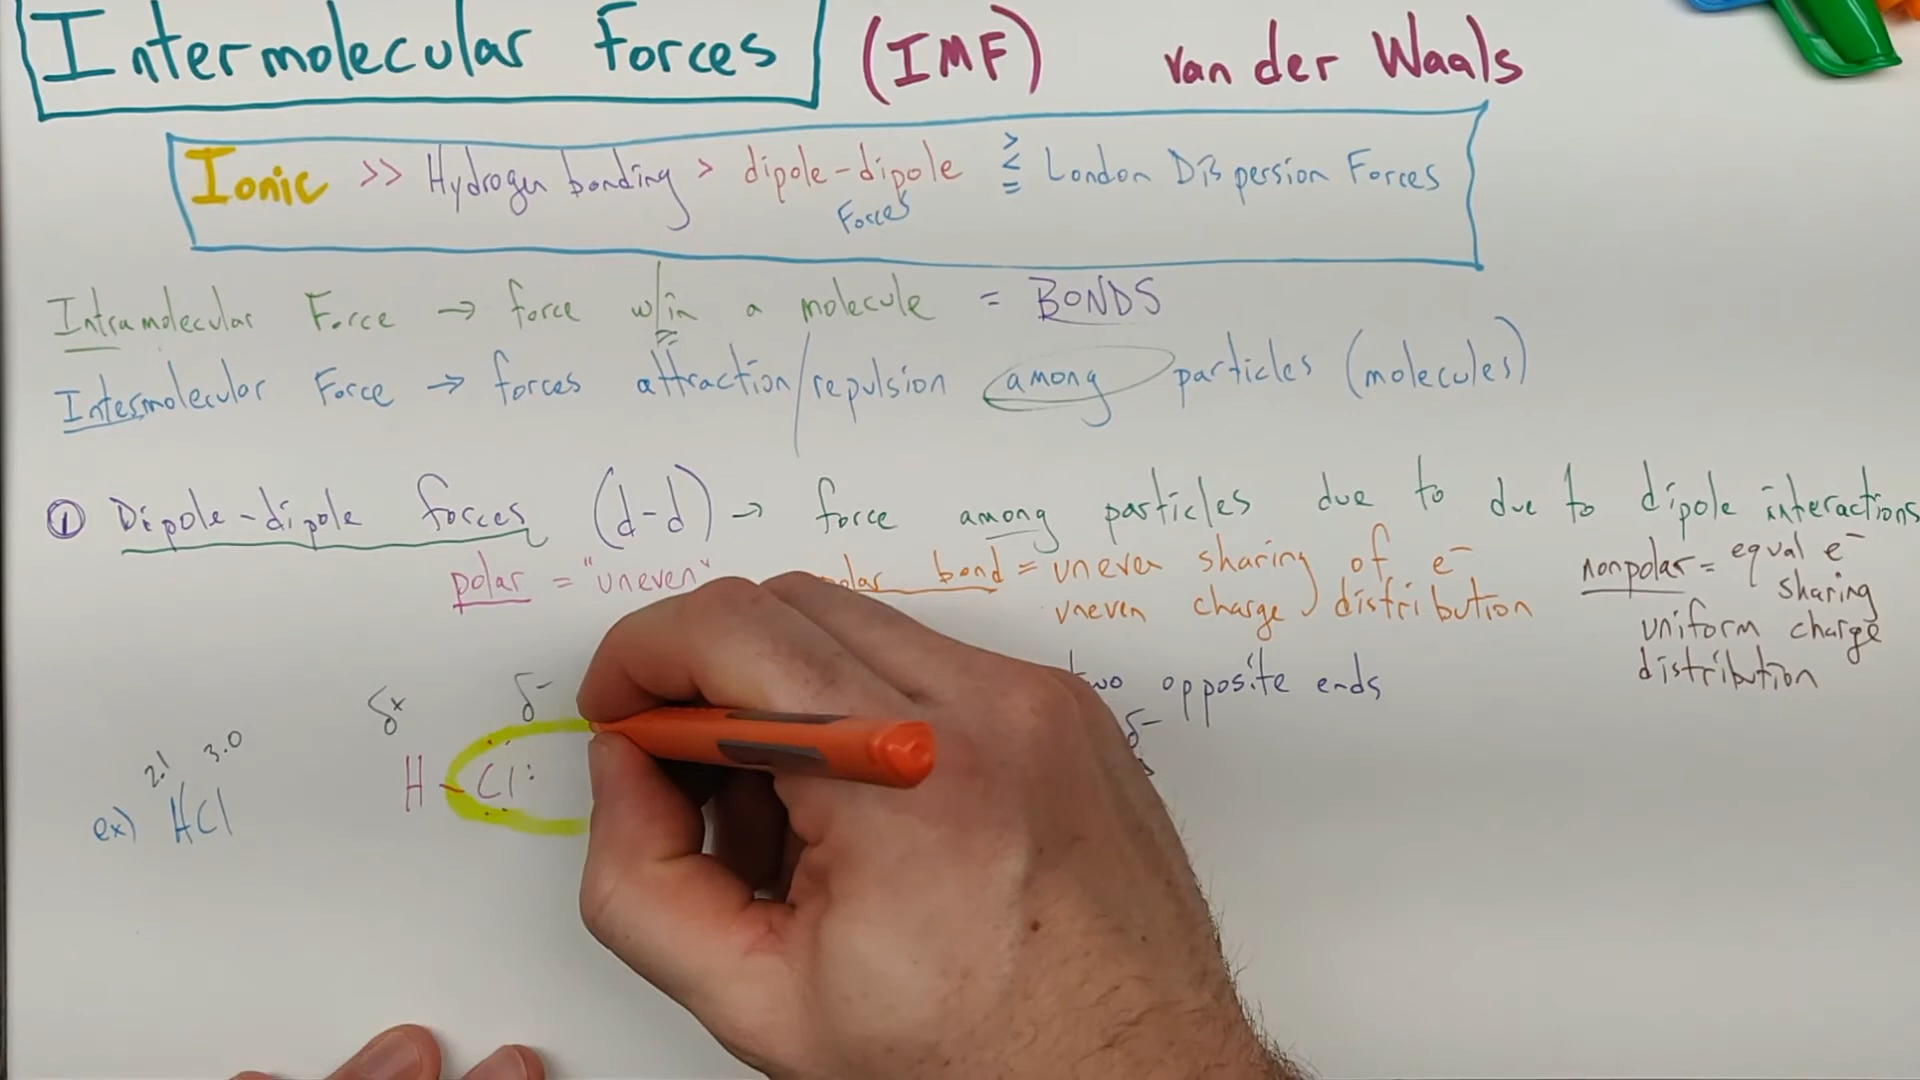 Intermolecular Forces (IMF) van der Waals
Ionic >> Hydrogen bonding > dipole-dipole ><= London Dispersion Forces
Forces
Intramolecular Force → force w/in a molecule = BONDS
Intermolecular Force → forces attraction/repulsion among particles (molecules)
① Dipole-dipole forces (d-d) → force among particles due to due to dipole interactions
polar = "uneven" polar bond = uneven sharing of e⁻
uneven charge distribution
nonpolar = equal e⁻
sharing
uniform charge
distribution
two opposite ends
δ+ δ⁻ δ⁻
2.1 3.0
ex) HCl H-Cl: